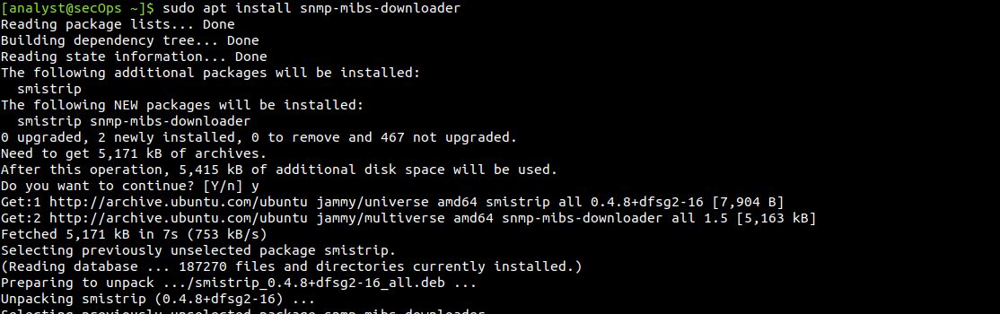 [analyst@secOps ~]$ sudo apt install snmp-mibs-downloader
Reading package lists... Done
Building dependency tree... Done
Reading state information... Done
The following additional packages will be installed:
  smistrip
The following NEW packages will be installed:
  smistrip snmp-mibs-downloader
0 upgraded, 2 newly installed, 0 to remove and 467 not upgraded.
Need to get 5,171 kB of archives.
After this operation, 5,415 kB of additional disk space will be used.
Do you want to continue? [Y/n] y
Get:1 http://archive.ubuntu.com/ubuntu jammy/universe amd64 smistrip all 0.4.8+dfsg2-16 [7,904 B]
Get:2 http://archive.ubuntu.com/ubuntu jammy/multiverse amd64 snmp-mibs-downloader all 1.5 [5,163 kB]
Fetched 5,171 kB in 7s (753 kB/s)
Selecting previously unselected package smistrip.
(Reading database ... 187270 files and directories currently installed.)
Preparing to unpack .../smistrip_0.4.8+dfsg2-16_all.deb ...
Unpacking smistrip (0.4.8+dfsg2-16) ...
Selecting previously unselected package snmp-mibs-downloader